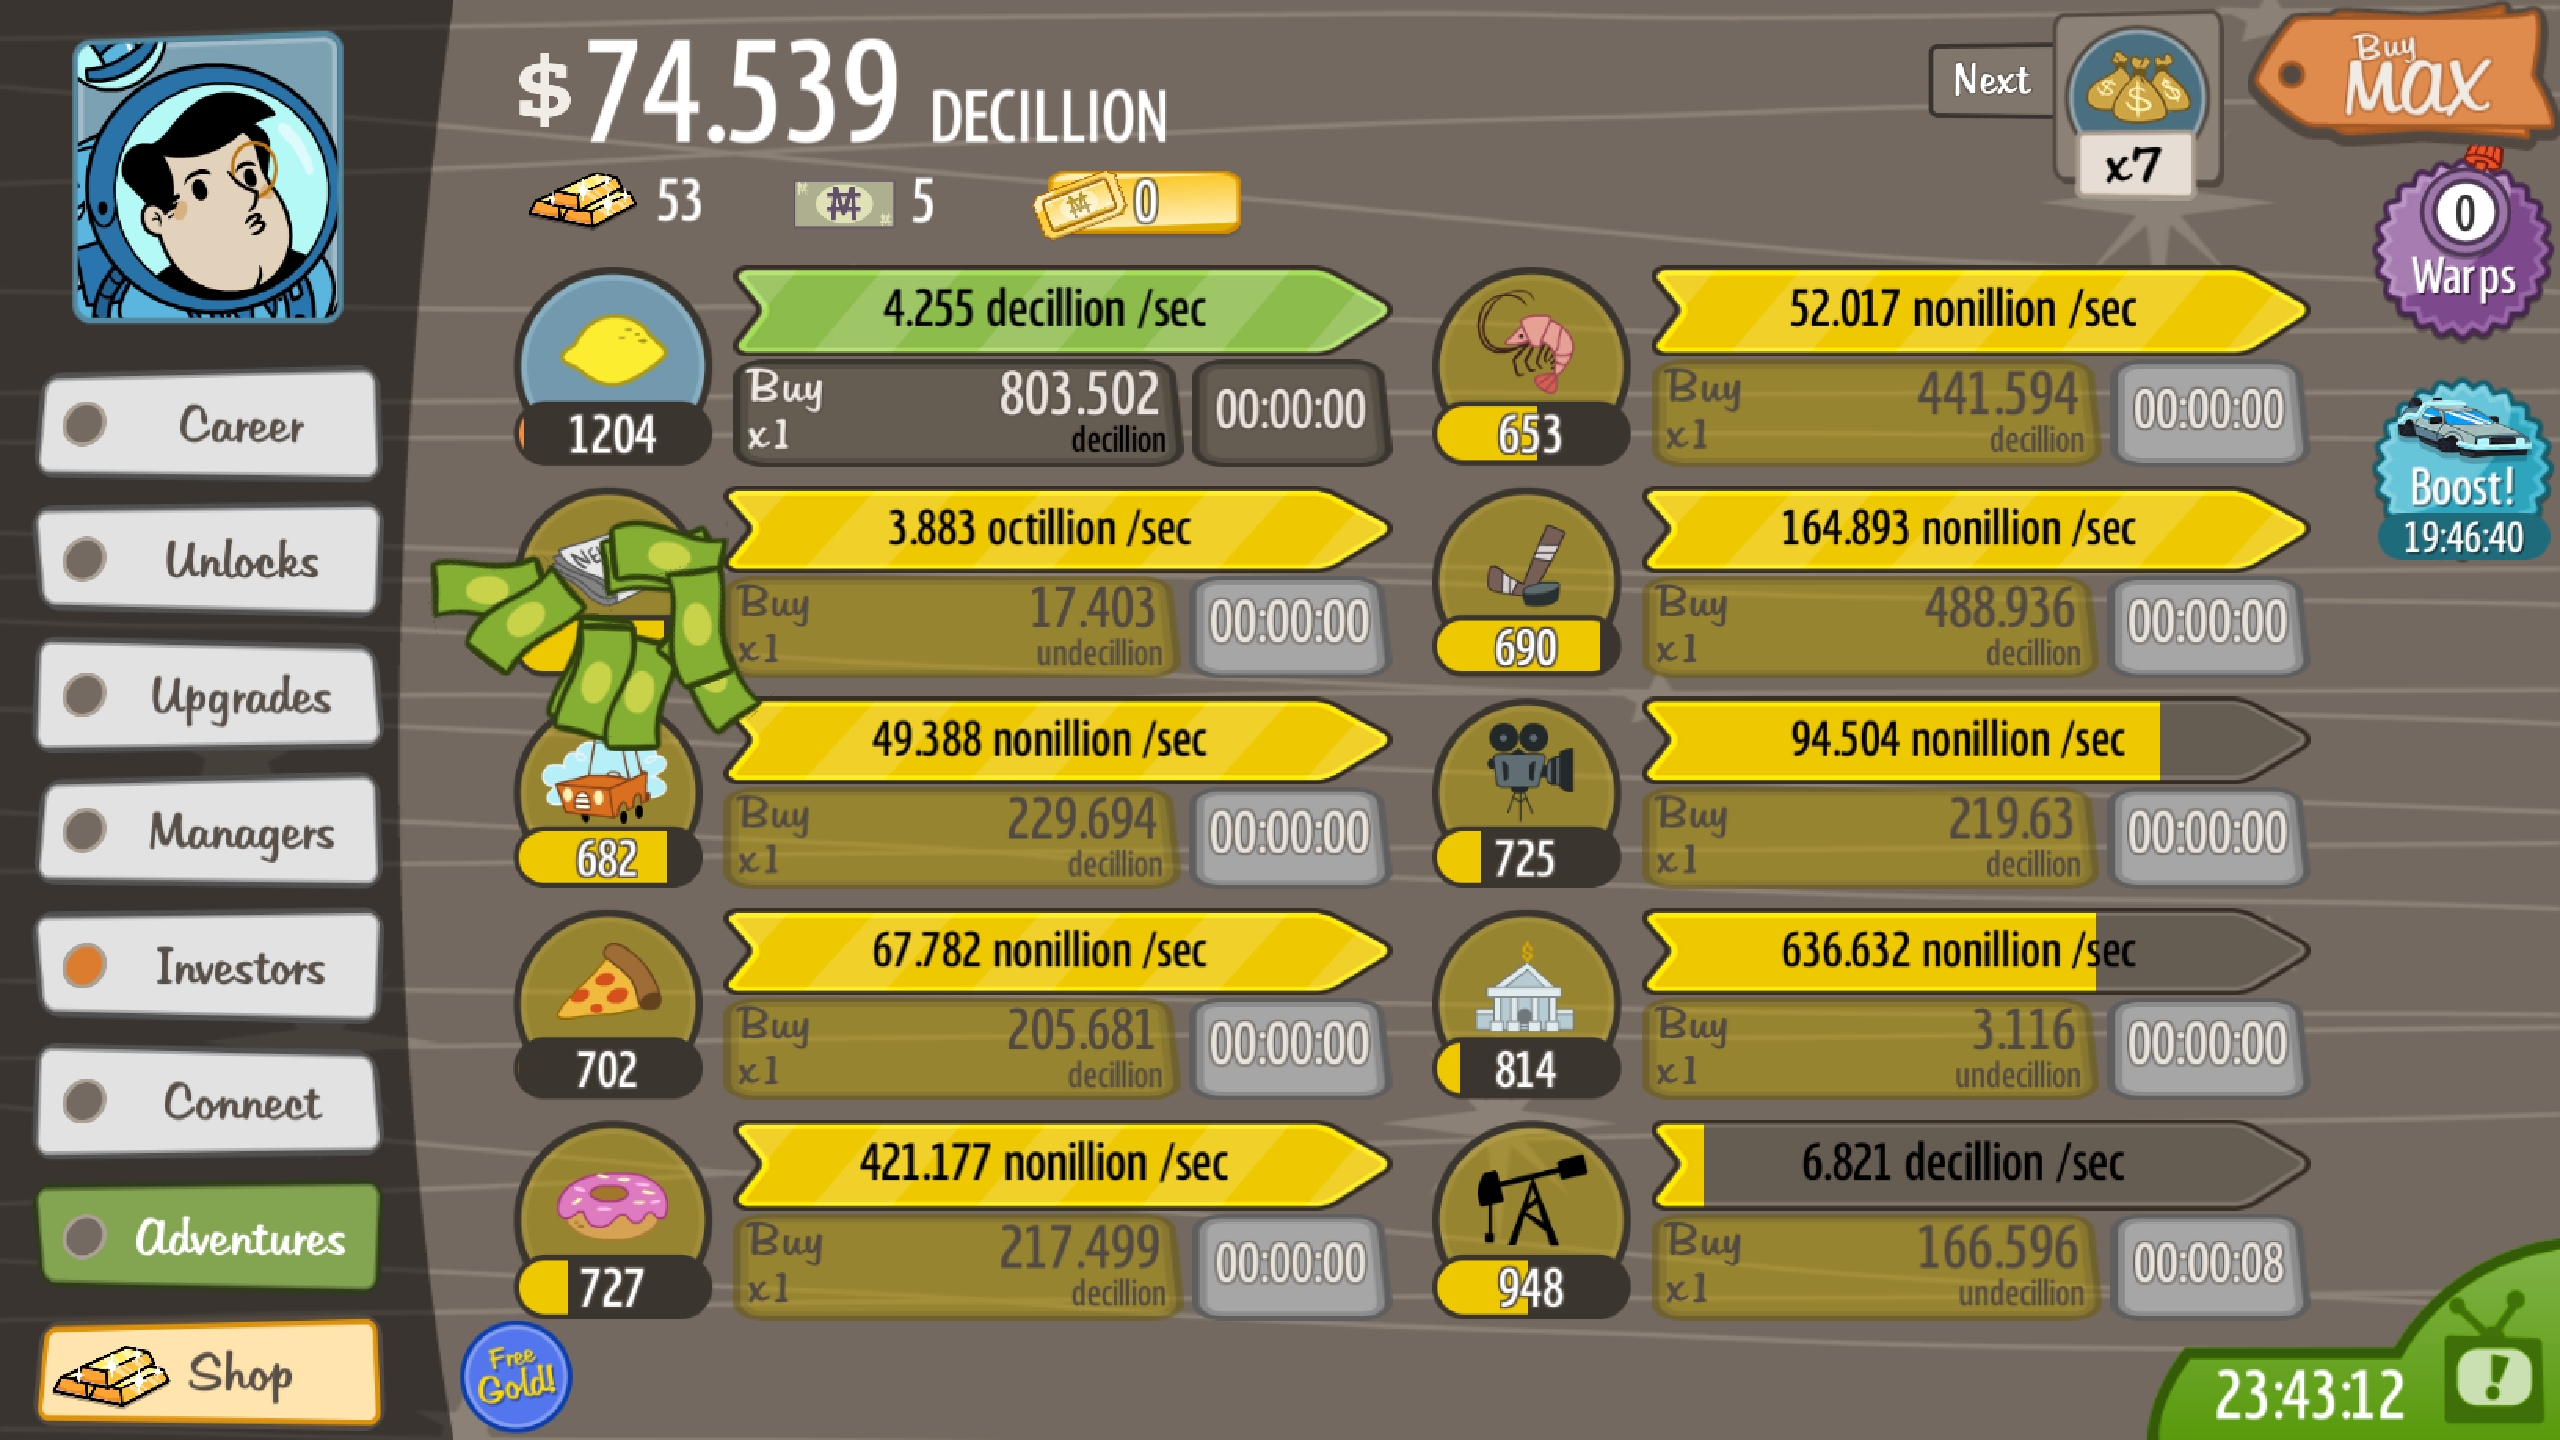 $74.539 DECILLION
53
5
0
Next
x7
Buy
MAX
0
Warps
Boost!
19:46:40
Career
Unlocks
Upgrades
Managers
Investors
Connect
Adventures
Shop
4.255 decillion /sec
1204
Buy
x1
803.502
decillion
00:00:00
52.017 nonillion /sec
653
Buy
x1
441.594
decillion
00:00:00
3.883 octillion /sec
Buy
x1
17.403
undecillion
00:00:00
164.893 nonillion /sec
690
Buy
x1
488.936
decillion
00:00:00
49.388 nonillion /sec
682
Buy
x1
229.694
decillion
00:00:00
94.504 nonillion /sec
725
Buy
x1
219.63
decillion
00:00:00
67.782 nonillion /sec
702
Buy
x1
205.681
decillion
00:00:00
636.632 nonillion /sec
814
Buy
x1
3.116
undecillion
00:00:00
421.177 nonillion /sec
727
Buy
x1
217.499
decillion
00:00:00
6.821 decillion /sec
948
Buy
x1
166.596
undecillion
00:00:08
Free
Gold!
23:43:12